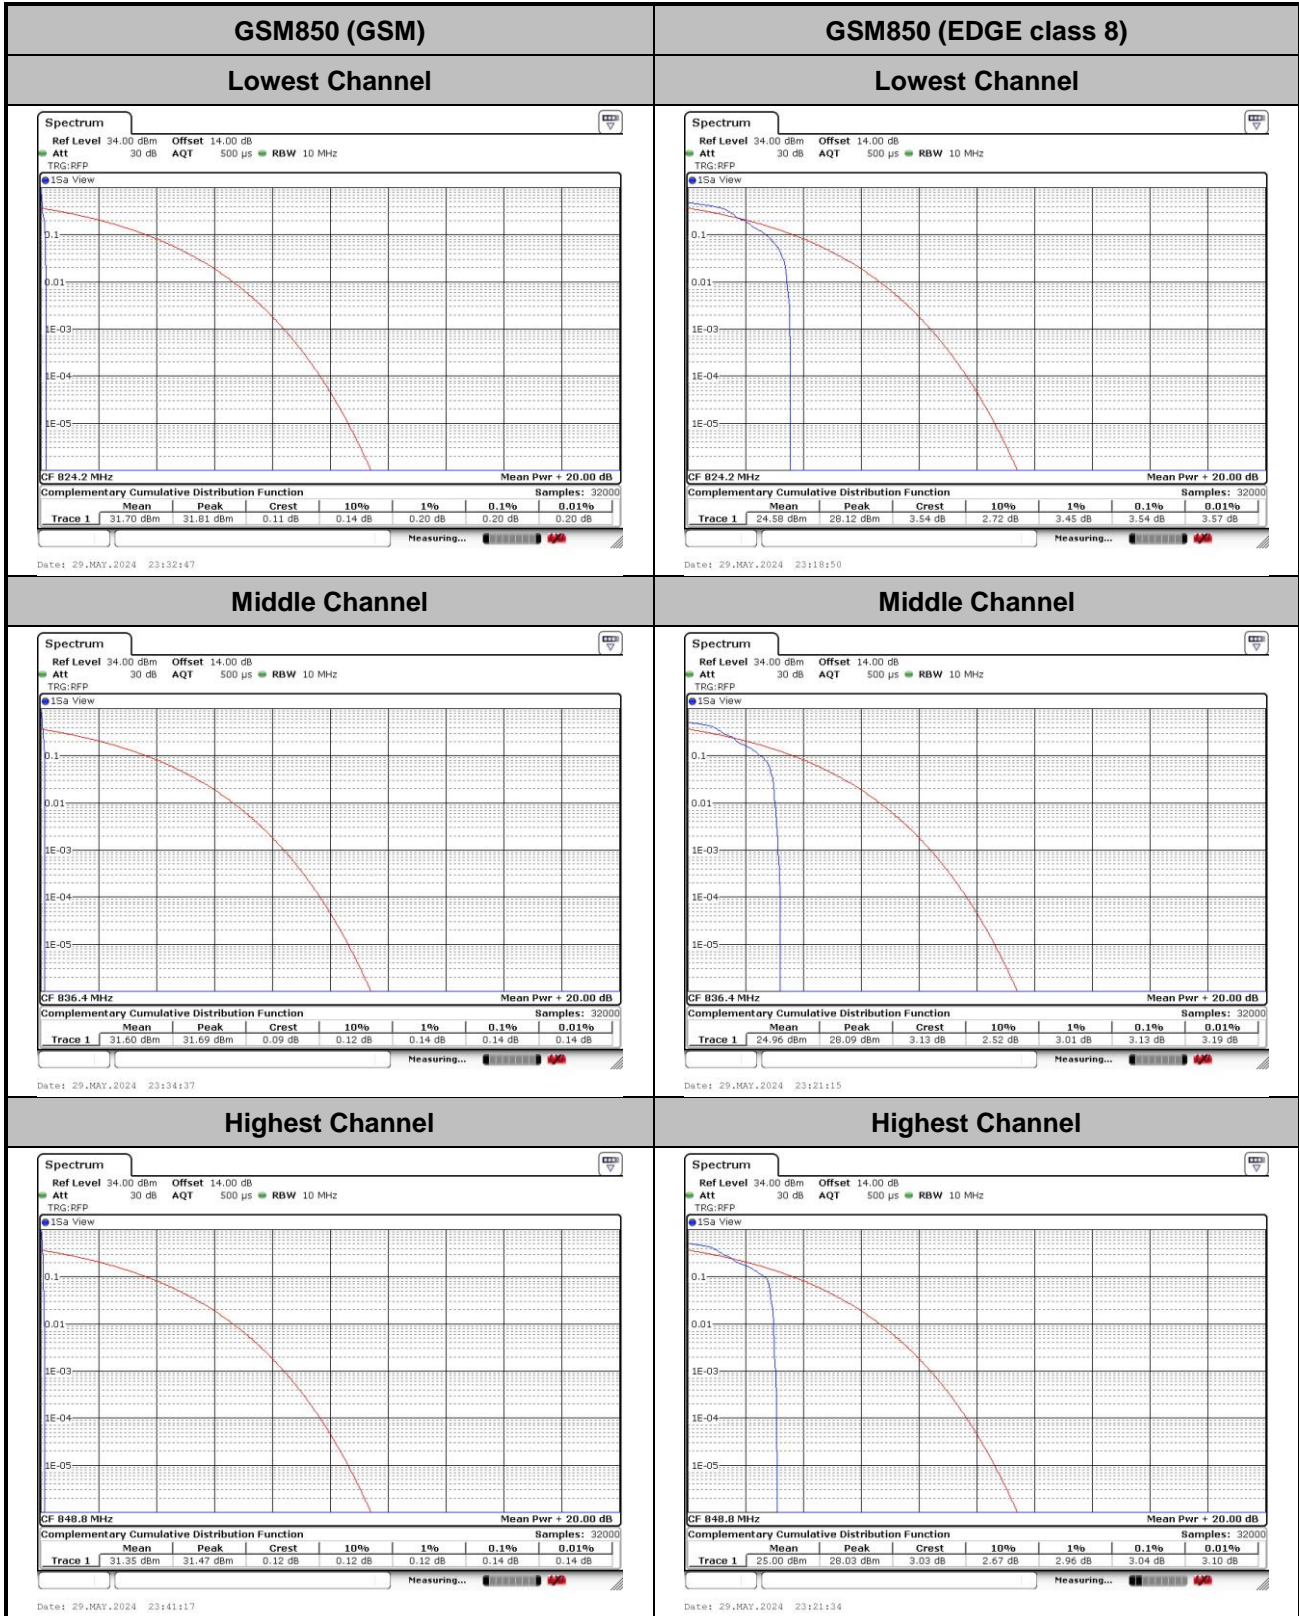 GSM850 (GSM) GSM850 (EDGE class 8)
Lowest Channel Lowest Channel
Spectrum
Ref Level 34.00 dBm Offset 14.00 dB
Att 30 dB AQT 500 µs RBW 10 MHz
TRG:RFP
1Sa View
0.1
0.01
1E-03
1E-04
1E-05
CF 824.2 MHz Mean Pwr + 20.00 dB
Complementary Cumulative Distribution Function Samples: 32000
Mean Peak Crest 10% 1% 0.1% 0.01%
Trace 1 31.70 dBm 31.81 dBm 0.11 dB 0.14 dB 0.20 dB 0.20 dB 0.20 dB
Measuring...
Date: 29.MAY.2024 23:32:47
Spectrum
Ref Level 34.00 dBm Offset 14.00 dB
Att 30 dB AQT 500 µs RBW 10 MHz
TRG:RFP
1Sa View
0.1
0.01
1E-03
1E-04
1E-05
CF 824.2 MHz Mean Pwr + 20.00 dB
Complementary Cumulative Distribution Function Samples: 32000
Mean Peak Crest 10% 1% 0.1% 0.01%
Trace 1 24.58 dBm 28.12 dBm 3.54 dB 2.72 dB 3.45 dB 3.54 dB 3.57 dB
Measuring...
Date: 29.MAY.2024 23:18:50
Middle Channel Middle Channel
Spectrum
Ref Level 34.00 dBm Offset 14.00 dB
Att 30 dB AQT 500 µs RBW 10 MHz
TRG:RFP
1Sa View
0.1
0.01
1E-03
1E-04
1E-05
CF 836.4 MHz Mean Pwr + 20.00 dB
Complementary Cumulative Distribution Function Samples: 32000
Mean Peak Crest 10% 1% 0.1% 0.01%
Trace 1 31.60 dBm 31.69 dBm 0.09 dB 0.12 dB 0.14 dB 0.14 dB 0.14 dB
Measuring...
Date: 29.MAY.2024 23:34:37
Spectrum
Ref Level 34.00 dBm Offset 14.00 dB
Att 30 dB AQT 500 µs RBW 10 MHz
TRG:RFP
1Sa View
0.1
0.01
1E-03
1E-04
1E-05
CF 836.4 MHz Mean Pwr + 20.00 dB
Complementary Cumulative Distribution Function Samples: 32000
Mean Peak Crest 10% 1% 0.1% 0.01%
Trace 1 24.96 dBm 28.09 dBm 3.13 dB 2.52 dB 3.01 dB 3.13 dB 3.19 dB
Measuring...
Date: 29.MAY.2024 23:21:15
Highest Channel Highest Channel
Spectrum
Ref Level 34.00 dBm Offset 14.00 dB
Att 30 dB AQT 500 µs RBW 10 MHz
TRG:RFP
1Sa View
0.1
0.01
1E-03
1E-04
1E-05
CF 848.8 MHz Mean Pwr + 20.00 dB
Complementary Cumulative Distribution Function Samples: 32000
Mean Peak Crest 10% 1% 0.1% 0.01%
Trace 1 31.35 dBm 31.47 dBm 0.12 dB 0.12 dB 0.12 dB 0.14 dB 0.14 dB
Measuring...
Date: 29.MAY.2024 23:41:17
Spectrum
Ref Level 34.00 dBm Offset 14.00 dB
Att 30 dB AQT 500 µs RBW 10 MHz
TRG:RFP
1Sa View
0.1
0.01
1E-03
1E-04
1E-05
CF 848.8 MHz Mean Pwr + 20.00 dB
Complementary Cumulative Distribution Function Samples: 32000
Mean Peak Crest 10% 1% 0.1% 0.01%
Trace 1 25.00 dBm 28.03 dBm 3.03 dB 2.67 dB 2.96 dB 3.04 dB 3.10 dB
Measuring...
Date: 29.MAY.2024 23:21:34